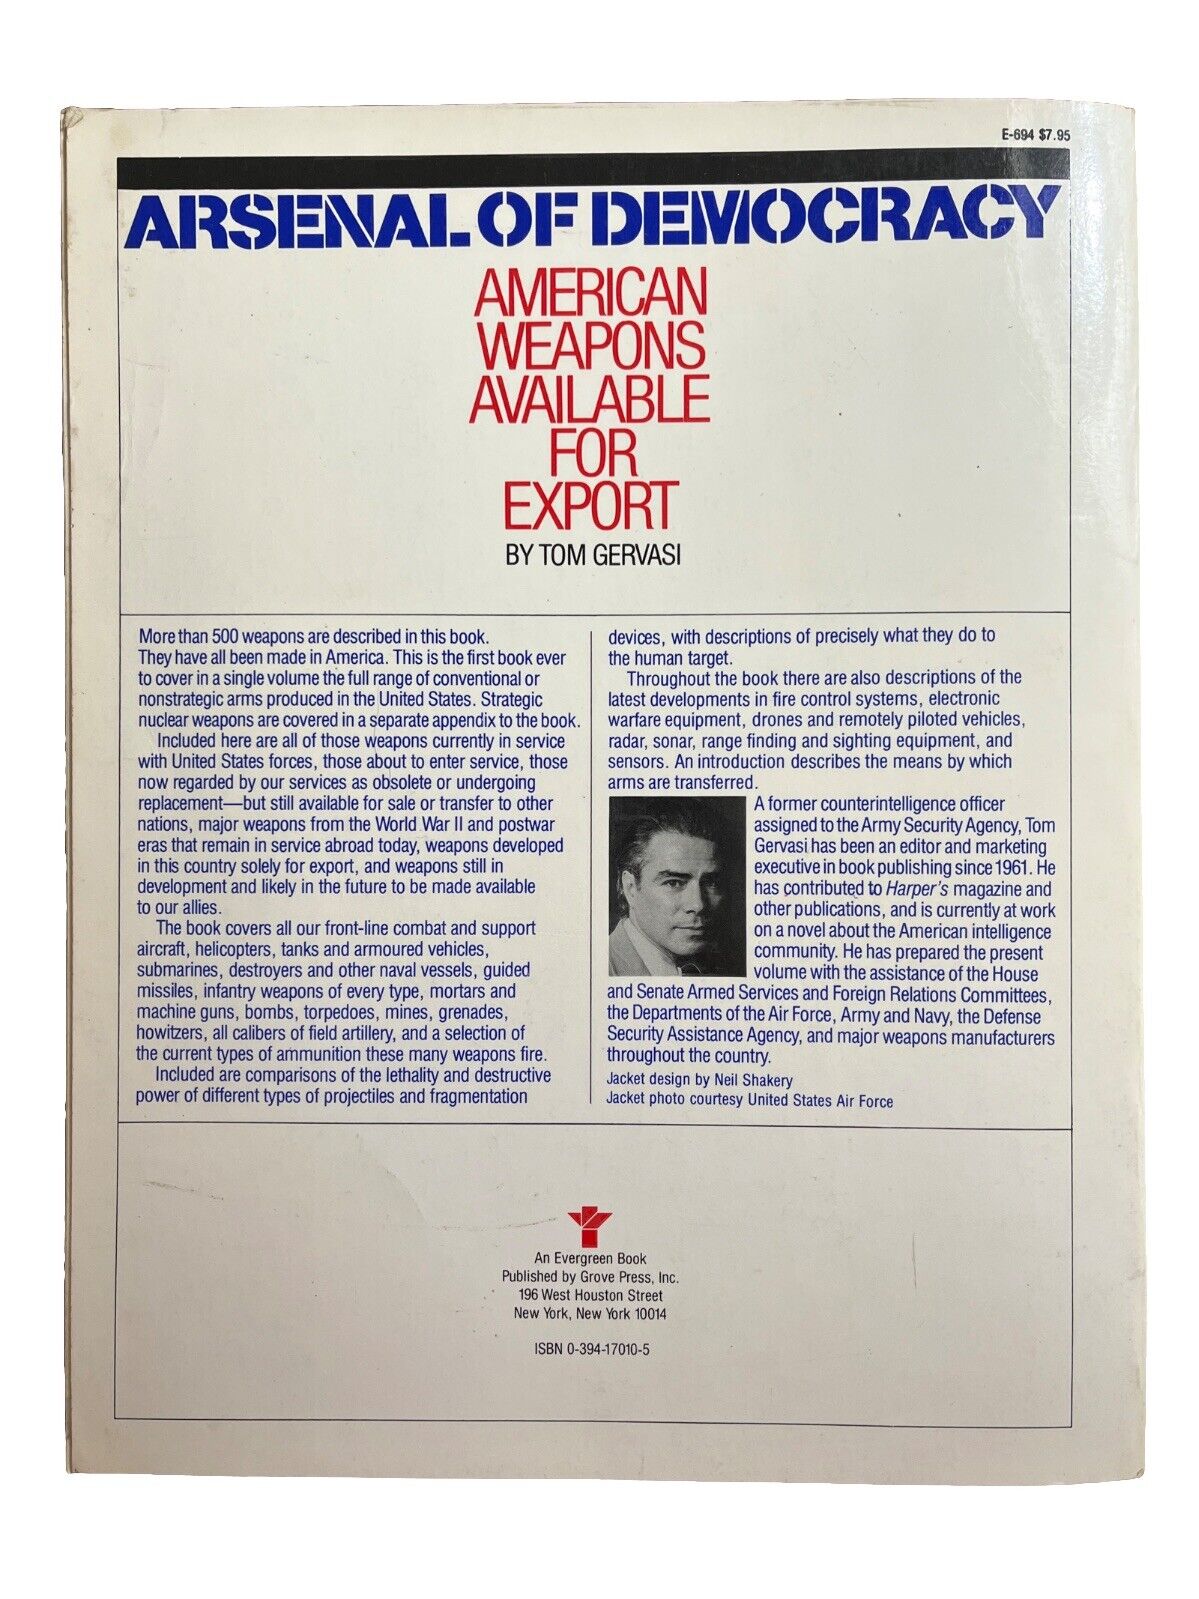 E-694 $7.95
ARSENAL OF DEMOCRACY
AMERICAN
WEAPONS
AVAILABLE
FOR
EXPORT
BY TOM GERVASI
More than 500 weapons are described in this book.
They have all been made in America. This is the first book ever
to cover in a single volume the full range of conventional or
nonstrategic arms produced in the United States. Strategic
nuclear weapons are covered in a separate appendix to the book.
Included here are all of those weapons currently in service
with United States forces, those about to enter service, those
now regarded by our services as obsolete or undergoing
replacement—but still available for sale or transfer to other
nations, major weapons from the World War II and postwar
eras that remain in service abroad today, weapons developed
in this country solely for export, and weapons still in
development and likely in the future to be made available
to our allies.
The book covers all our front-line combat and support
aircraft, helicopters, tanks and armoured vehicles,
submarines, destroyers and other naval vessels, guided
missiles, infantry weapons of every type, mortars and
machine guns, bombs, torpedoes, mines, grenades,
howitzers, all calibers of field artillery, and a selection of
the current types of ammunition these many weapons fire.
Included are comparisons of the lethality and destructive
power of different types of projectiles and fragmentation
devices, with descriptions of precisely what they do to
the human target.
Throughout the book there are also descriptions of the
latest developments in fire control systems, electronic
warfare equipment, drones and remotely piloted vehicles,
radar, sonar, range finding and sighting equipment, and
sensors. An introduction describes the means by which
arms are transferred.
A former counterintelligence officer
assigned to the Army Security Agency, Tom
Gervasi has been an editor and marketing
executive in book publishing since 1961. He
has contributed to Harper's magazine and
other publications, and is currently at work
on a novel about the American intelligence
community. He has prepared the present
volume with the assistance of the House
and Senate Armed Services and Foreign Relations Committees,
the Departments of the Air Force, Army and Navy, the Defense
Security Assistance Agency, and major weapons manufacturers
throughout the country.
Jacket design by Neil Shakery
Jacket photo courtesy United States Air Force
An Evergreen Book
Published by Grove Press, Inc.
196 West Houston Street
New York, New York 10014
ISBN 0-394-17010-5